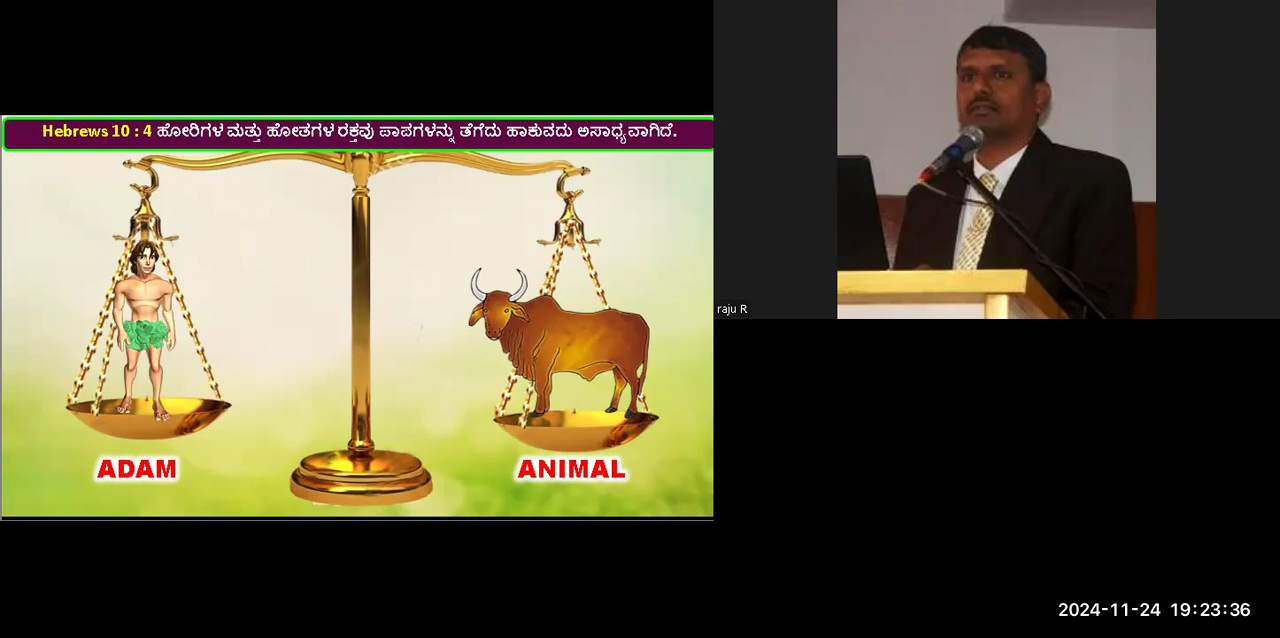 Hebrews 10 : 4 ಹೋರಿಗಳ ಮತ್ತು ಹೋತಗಳ ರಕ್ತವು ಪಾಪಗಳನ್ನು ತೆಗೆದು ಹಾಕುವದು ಅಸಾಧ್ಯವಾಗಿದೆ.
ADAM
ANIMAL
raju R
2024-11-24 19:23:36